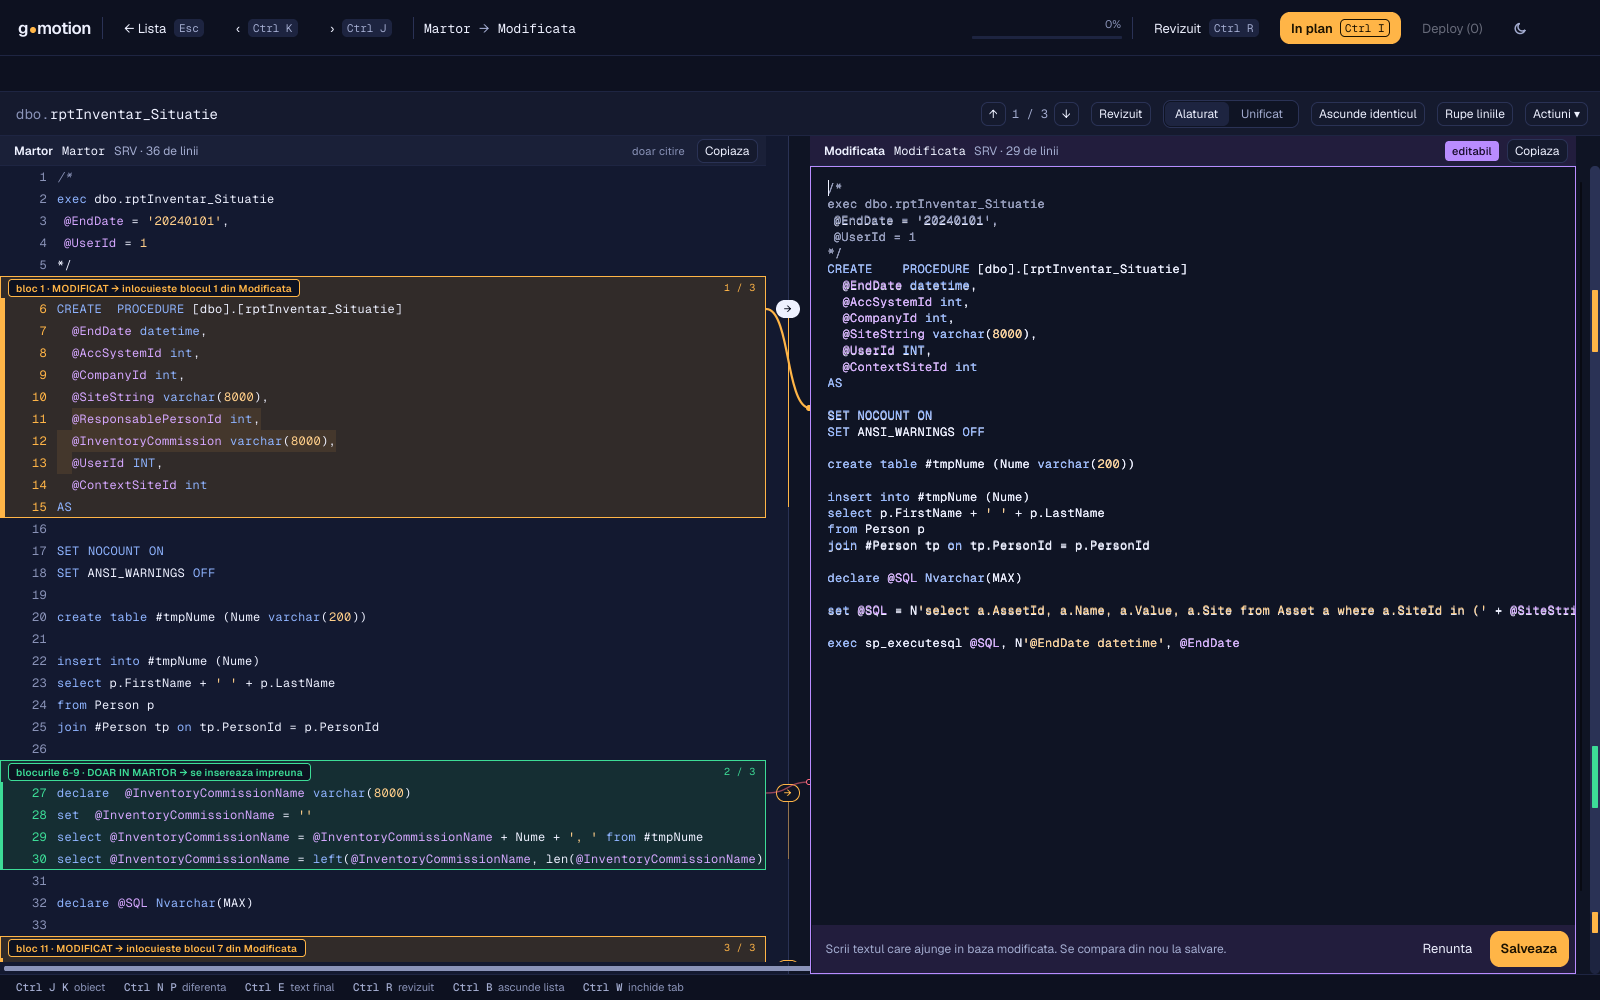 g•motion
← Lista Esc
‹ Ctrl K
› Ctrl J
Martor → Modificata
0%
Revizuit Ctrl R
In plan Ctrl I
Deploy (0)
dbo.rptInventar_Situatie
↑ 1 / 3 ↓
Revizuit
Alaturat Unificat
Ascunde identicul
Rupe liniile
Actiuni ▾
Martor Martor SRV · 36 de linii
doar citire
Copiaza
1 /*
2 exec dbo.rptInventar_Situatie
3 @EndDate = '20240101',
4 @UserId = 1
5 */
bloc 1 · MODIFICAT → inlocuieste blocul 1 din Modificata
1 / 3
6 CREATE  PROCEDURE [dbo].[rptInventar_Situatie]
7 @EndDate datetime,
8 @AccSystemId int,
9 @CompanyId int,
10 @SiteString varchar(8000),
11 @ResponsablePersonId int,
12 @InventoryCommission varchar(8000),
13 @UserId INT,
14 @ContextSiteId int
15 AS
16
17 SET NOCOUNT ON
18 SET ANSI_WARNINGS OFF
19
20 create table #tmpNume (Nume varchar(200))
21
22 insert into #tmpNume (Nume)
23 select p.FirstName + ' ' + p.LastName
24 from Person p
25 join #Person tp on tp.PersonId = p.PersonId
26
blocurile 6-9 · DOAR IN MARTOR → se insereaza impreuna
2 / 3
27 declare  @InventoryCommissionName varchar(8000)
28 set  @InventoryCommissionName = ''
29 select @InventoryCommissionName = @InventoryCommissionName + Nume + ', ' from #tmpNume
30 select @InventoryCommissionName = left(@InventoryCommissionName, len(@InventoryCommissionName)
31
32 declare @SQL Nvarchar(MAX)
33
bloc 11 · MODIFICAT → inlocuieste blocul 7 din Modificata
3 / 3
→
→
Modificata Modificata SRV · 29 de linii
editabil
Copiaza
/*
exec dbo.rptInventar_Situatie
@EndDate = '20240101',
@UserId = 1
*/
CREATE    PROCEDURE [dbo].[rptInventar_Situatie]
@EndDate datetime,
@AccSystemId int,
@CompanyId int,
@SiteString varchar(8000),
@UserId INT,
@ContextSiteId int
AS
SET NOCOUNT ON
SET ANSI_WARNINGS OFF
create table #tmpNume (Nume varchar(200))
insert into #tmpNume (Nume)
select p.FirstName + ' ' + p.LastName
from Person p
join #Person tp on tp.PersonId = p.PersonId
declare @SQL Nvarchar(MAX)
set @SQL = N'select a.AssetId, a.Name, a.Value, a.Site from Asset a where a.SiteId in (' + @SiteStri
exec sp_executesql @SQL, N'@EndDate datetime', @EndDate
Scrii textul care ajunge in baza modificata. Se compara din nou la salvare.
Renunta
Salveaza
Ctrl J K obiect
Ctrl N P diferenta
Ctrl E text final
Ctrl R revizuit
Ctrl B ascunde lista
Ctrl W inchide tab